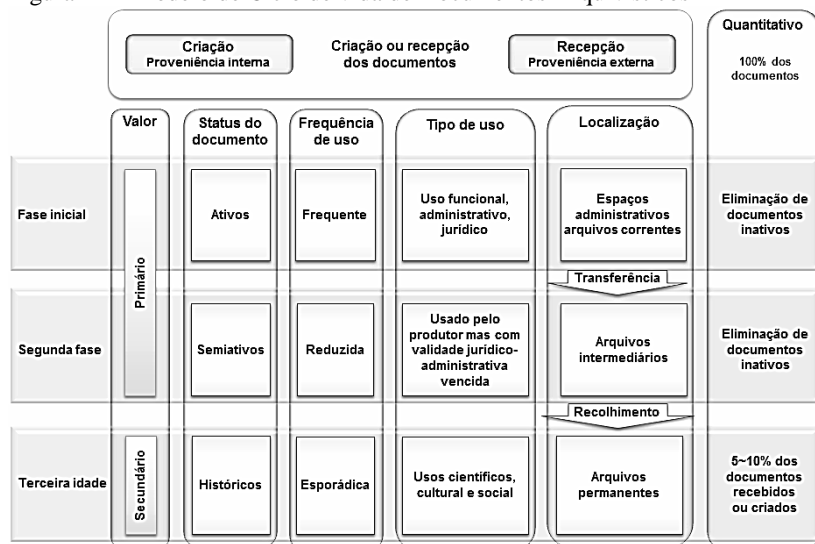 Quantitativo
100% dos
documentos
Criação
Proveniência interna
Criação ou recepção
dos documentos
Recepção
Proveniência externa
Valor
Status do
documento
Frequência
de uso
Tipo de uso
Localização
Fase inicial
Primário
Ativos
Frequente
Uso funcional,
administrativo,
jurídico
Espaços
administrativos
arquivos correntes
Eliminação de
documentos
inativos
Transferência
Segunda fase
Semiativos
Reduzida
Usado pelo
produtor mas com
validade jurídico-
administrativa
vencida
Arquivos
intermediários
Eliminação de
documentos
inativos
Recolhimento
Terceira idade
Secundário
Históricos
Esporádica
Usos científicos,
cultural e social
Arquivos
permanentes
5~10% dos
documentos
recebidos
ou criados